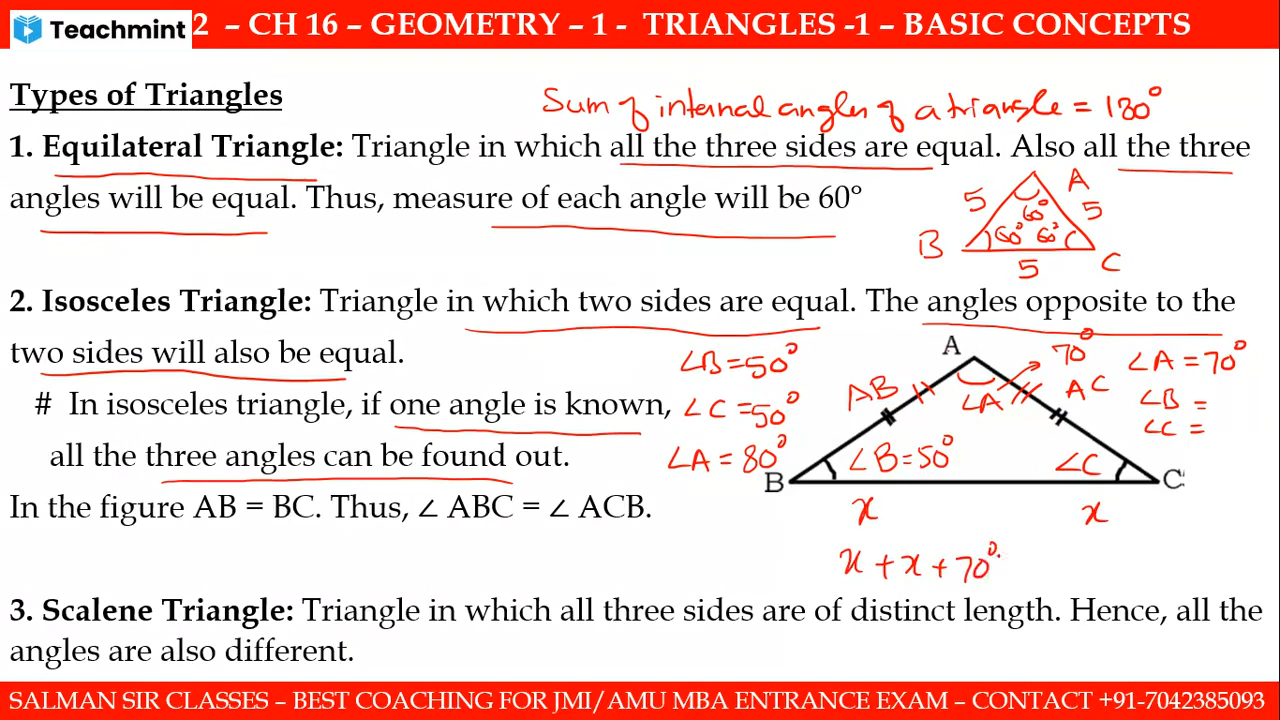 Teachmint
2 – CH 16 – GEOMETRY – 1 - TRIANGLES -1 – BASIC CONCEPTS
Types of Triangles
Sum of internal angles of a triangle = 180°
1. Equilateral Triangle: Triangle in which all the three sides are equal. Also all the three
angles will be equal. Thus, measure of each angle will be 60°
A
5 60° 5
B 60° 60°
5 C
2. Isosceles Triangle: Triangle in which two sides are equal. The angles opposite to the
two sides will also be equal.
# In isosceles triangle, if one angle is known,
all the three angles can be found out.
In the figure AB = BC. Thus, ∠ ABC = ∠ ACB.
∠B = 50°
∠C = 50°
∠A = 80°
A 70°
AB ∠A AC
B ∠B = 50° ∠C C
x x
x + x + 70°
∠A = 70°
∠B =
∠C =
3. Scalene Triangle: Triangle in which all three sides are of distinct length. Hence, all the
angles are also different.
SALMAN SIR CLASSES – BEST COACHING FOR JMI/AMU MBA ENTRANCE EXAM – CONTACT +91-7042385093